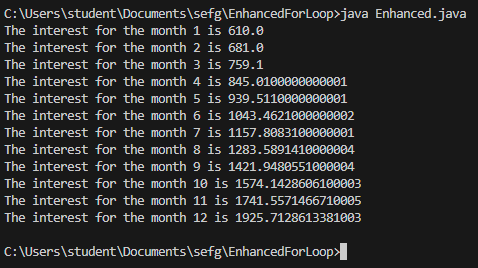 C:\Users\student\Documents\sefg\EnhancedForLoop>java Enhanced.java
The interest for the month 1 is 610.0
The interest for the month 2 is 681.0
The interest for the month 3 is 759.1
The interest for the month 4 is 845.0100000000001
The interest for the month 5 is 939.5110000000001
The interest for the month 6 is 1043.4621000000002
The interest for the month 7 is 1157.8083100000001
The interest for the month 8 is 1283.5891410000004
The interest for the month 9 is 1421.9480551000004
The interest for the month 10 is 1574.1428606100003
The interest for the month 11 is 1741.5571466710005
The interest for the month 12 is 1925.7128613381003
C:\Users\student\Documents\sefg\EnhancedForLoop>